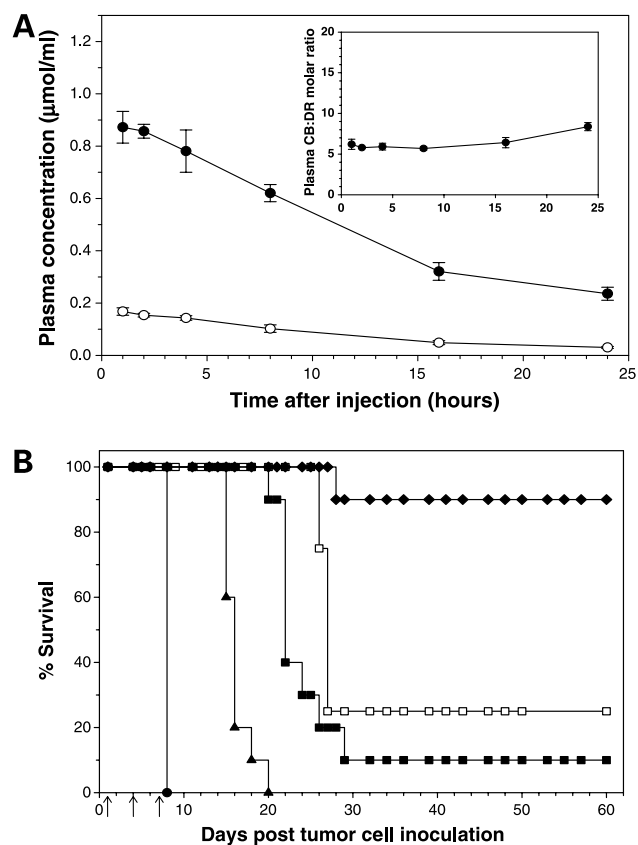 A
Plasma concentration (μmol/ml)
1.2
1.0
0.8
0.6
0.4
0.2
0.0
0 5 10 15 20 25
Time after injection (hours)
Plasma CB:DR molar ratio
20
15
10
5
0
0 5 10 15 20 25
B
% Survival
100
80
60
40
20
0
0 10 20 30 40 50 60
Days post tumor cell inoculation